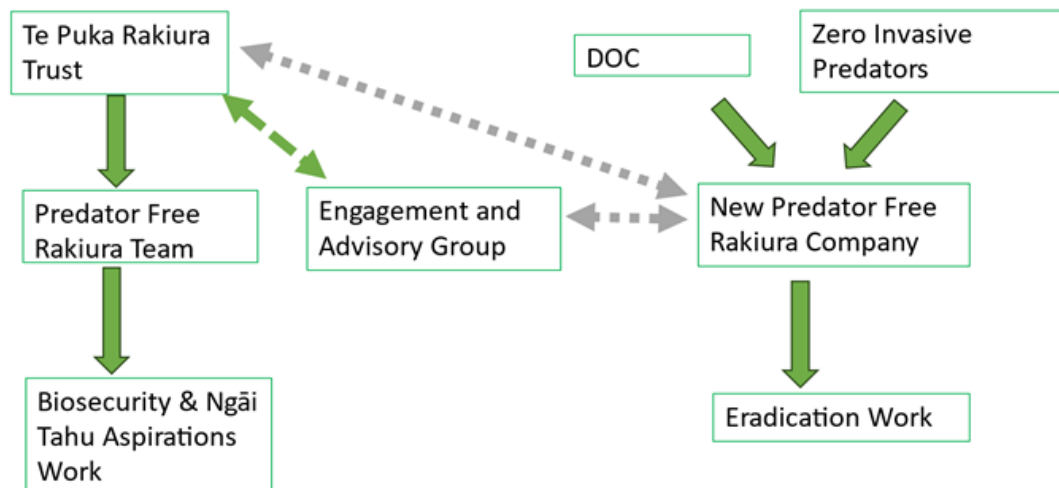 Te Puka Rakiura
Trust
DOC
Zero Invasive
Predators
Predator Free
Rakiura Team
Engagement and
Advisory Group
New Predator Free
Rakiura Company
Biosecurity & Ngāi
Tahu Aspirations
Work
Eradication Work